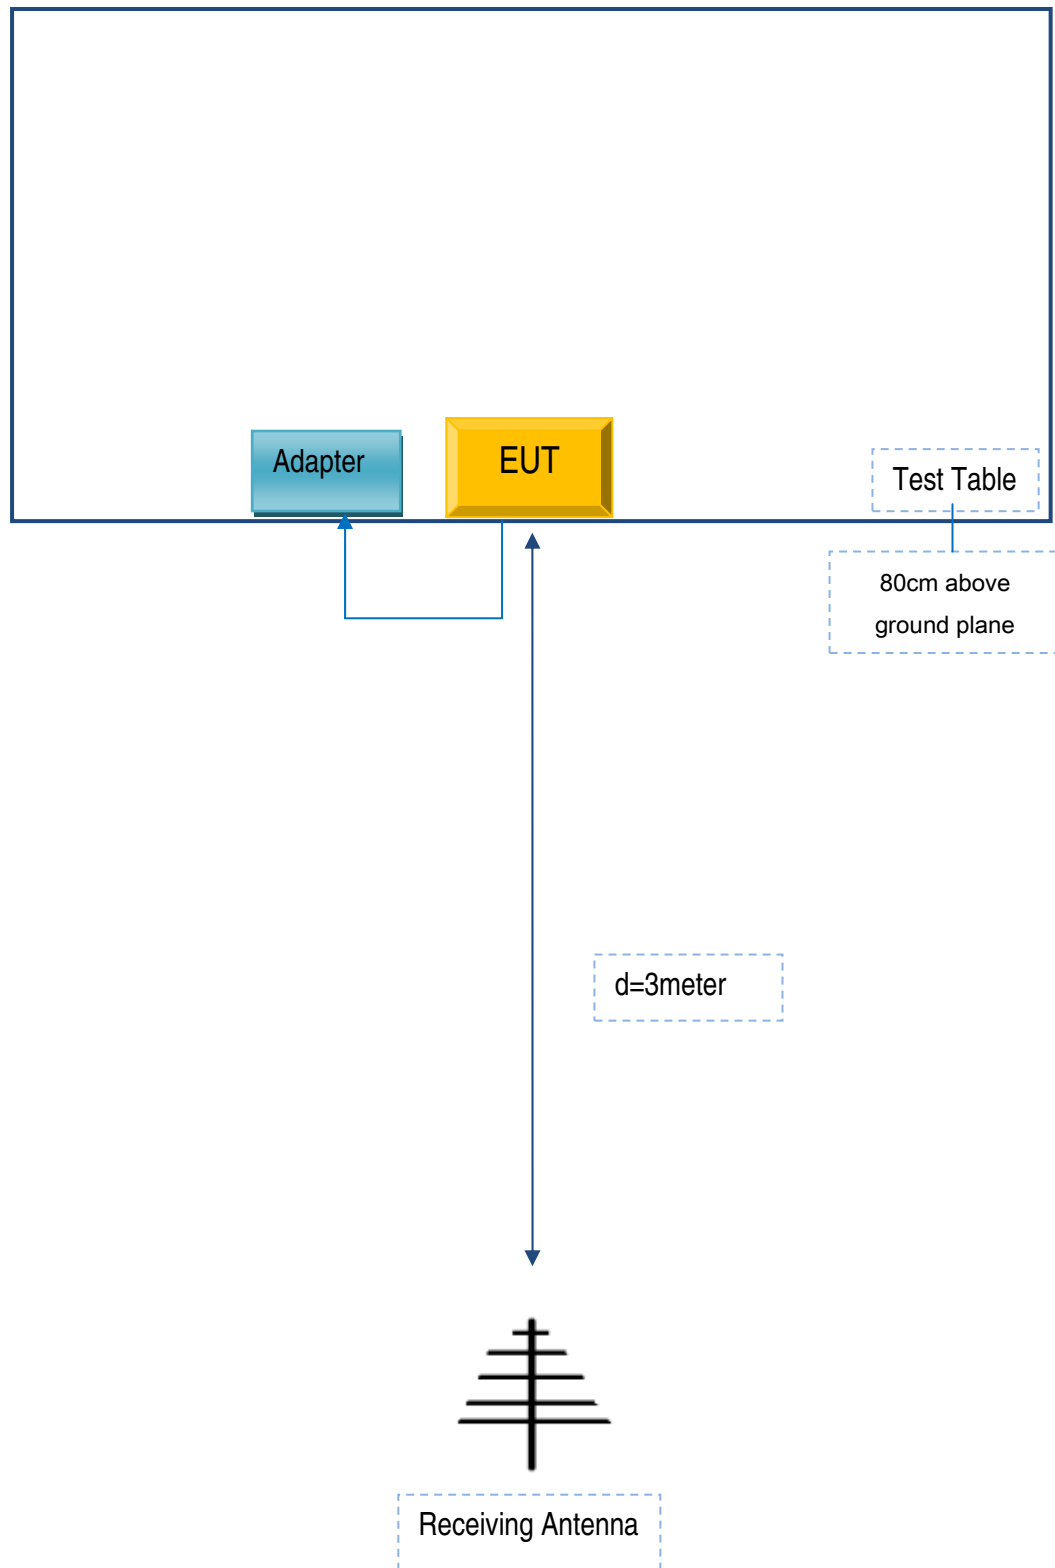 Adapter
EUT
Test Table
80cm above
ground plane
d=3meter
Receiving Antenna